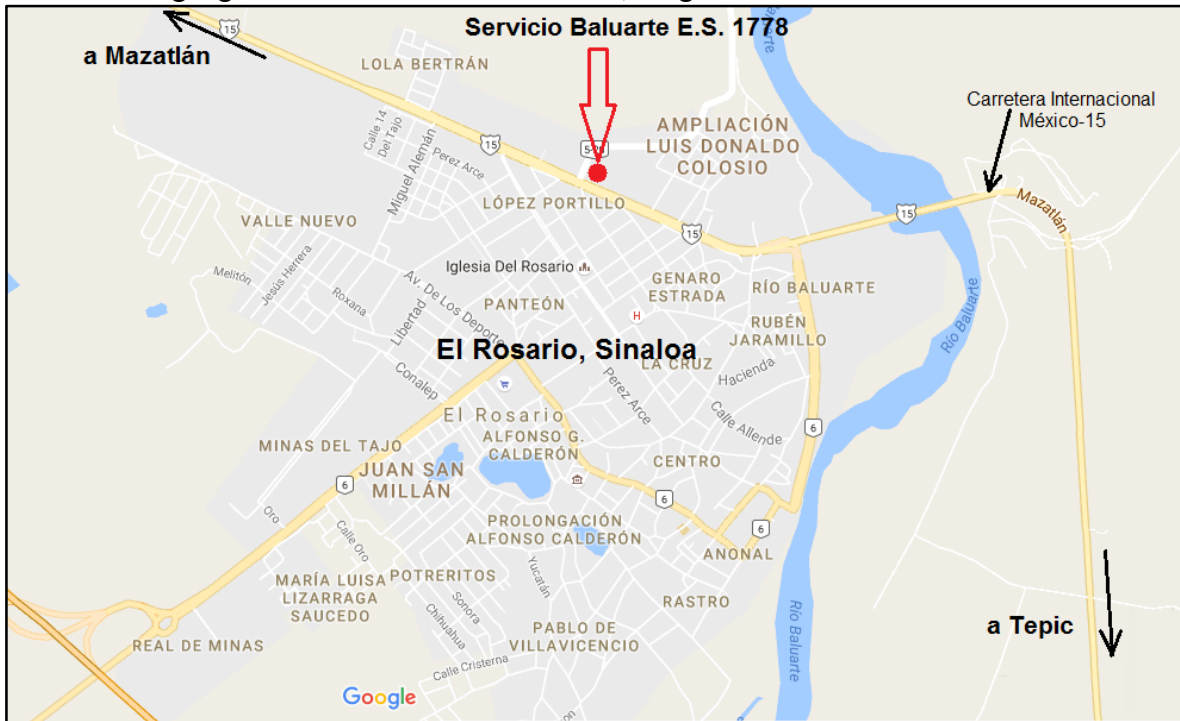 Servicio Baluarte E.S. 1778
a Mazatlán
15
LOLA BERTRÁN
Baluarte
Carretera Internacional
México-15
Calle 14
Del Tajo
Miguel Alemán
15
Perez Arce
AMPLIACIÓN
LUIS DONALDO
COLOSIO
LÓPEZ PORTILLO
VALLE NUEVO
15
15
Mazatlán
Melitón
Jesús Herrera
Roxana
Iglesia Del Rosario
Av. De Los Deportes
Libertad
PANTEÓN
GENARO
ESTRADA
H
RÍO BALUARTE
RUBÉN
JARAMILLO
Río Baluarte
El Rosario, Sinaloa
LA CRUZ
Hacienda
Conalep
Perez Arce
Calle Allende
El Rosario
ALFONSO G.
CALDERÓN
6
MINAS DEL TAJO
JUAN SAN
MILLÁN
CENTRO
6
6
6
Oro
Calle Oro
PROLONGACIÓN
ALFONSO CALDERÓN
ANONAL
MARÍA LUISA
LIZARRAGA
SAUCEDO
POTRERITOS
Yucatán
Sonora
Chihuahua
RASTRO
Río Baluarte
a Tepic
REAL DE MINAS
PABLO DE
VILLAVICENCIO
Calle Cristerna
Google